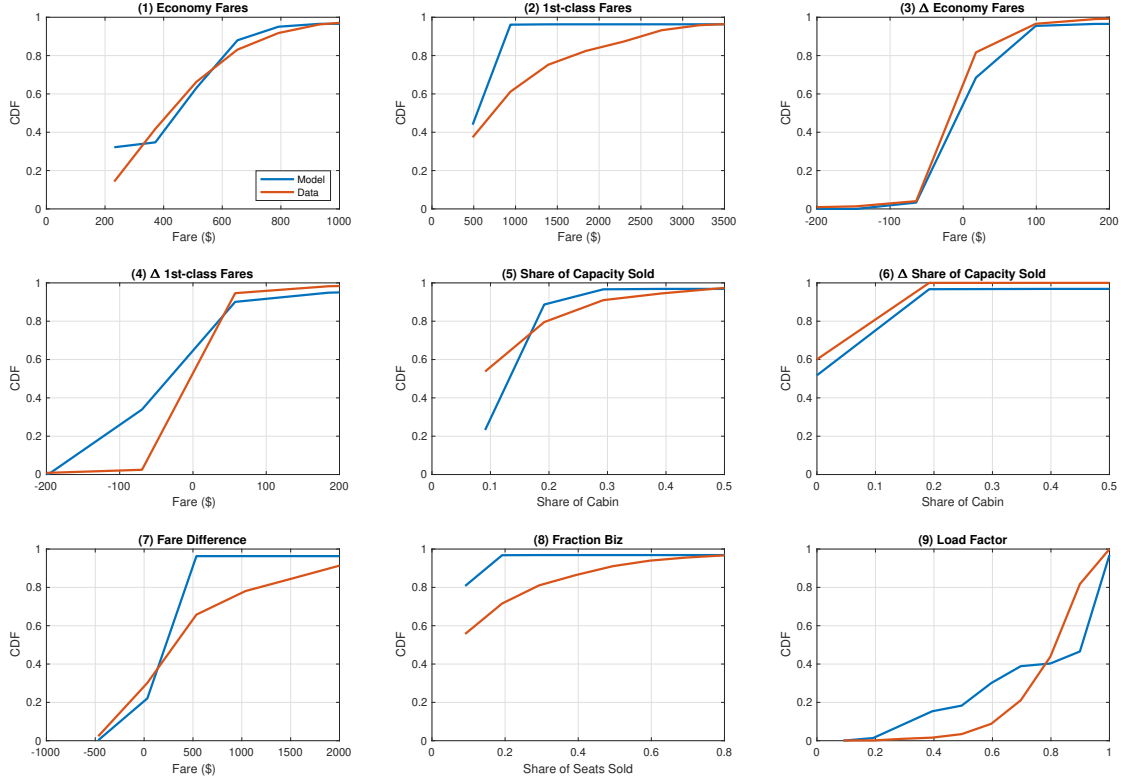 (1) Economy Fares
1
0.8
0.6
0.4
0.2
0
CDF
0 200 400 600 800 1000
Fare ($)
Model
Data
(2) 1st-class Fares
1
0.8
0.6
0.4
0.2
0
CDF
0 500 1000 1500 2000 2500 3000 3500
Fare ($)
(3) Δ Economy Fares
1
0.8
0.6
0.4
0.2
0
CDF
-200 -100 0 100 200
Fare ($)
(4) Δ 1st-class Fares
1
0.8
0.6
0.4
0.2
0
CDF
-200 -100 0 100 200
Fare ($)
(5) Share of Capacity Sold
1
0.8
0.6
0.4
0.2
0
CDF
0 0.1 0.2 0.3 0.4 0.5
Share of Cabin
(6) Δ Share of Capacity Sold
1
0.8
0.6
0.4
0.2
0
CDF
0 0.1 0.2 0.3 0.4 0.5
Share of Cabin
(7) Fare Difference
1
0.8
0.6
0.4
0.2
0
CDF
-1000 -500 0 500 1000 1500 2000
Fare ($)
(8) Fraction Biz
1
0.8
0.6
0.4
0.2
0
CDF
0 0.2 0.4 0.6 0.8
Share of Seats Sold
(9) Load Factor
1
0.8
0.6
0.4
0.2
0
CDF
0 0.2 0.4 0.6 0.8 1